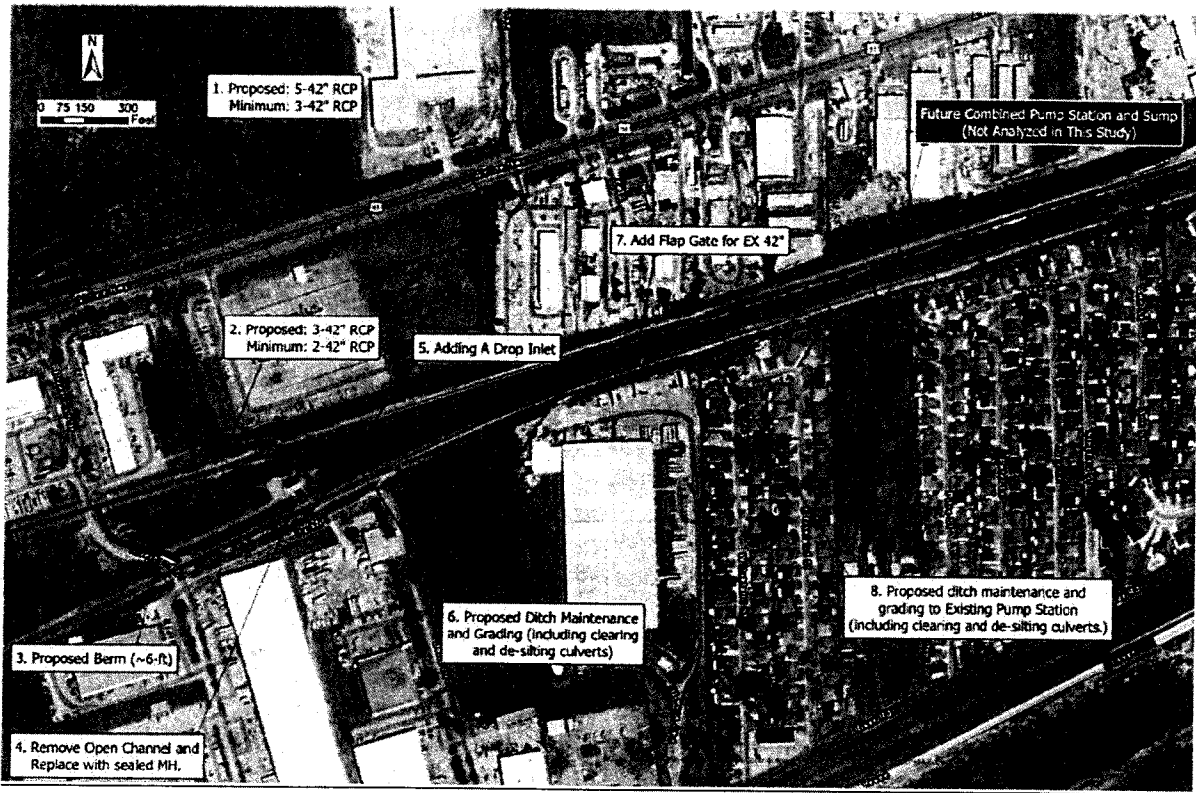 N
0 75 150 300
Feet
1. Proposed: 5-42" RCP
Minimum: 3-42" RCP
Future Combined Pump Station and Sump
(Not Analyzed in This Study)
7. Add Flap Gate for EX 42"
2. Proposed: 3-42" RCP
Minimum: 2-42" RCP
5. Adding A Drop Inlet
6. Proposed Ditch Maintenance
and Grading (including clearing
and de-silting culverts)
8. Proposed ditch maintenance and
grading to Existing Pump Station
(including clearing and de-silting culverts.)
3. Proposed Berm (~6-ft)
4. Remove Open Channel and
Replace with sealed MH.